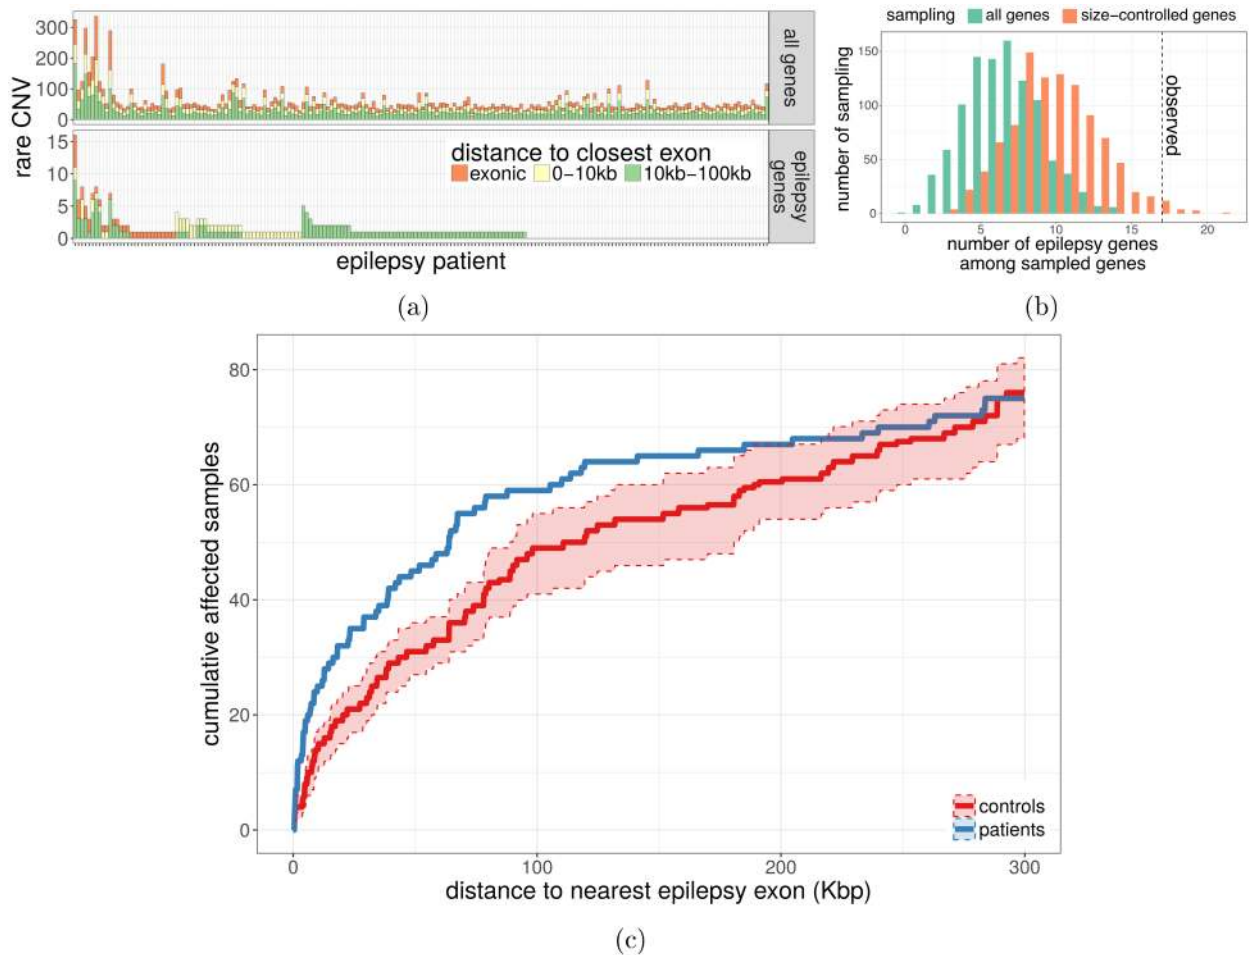 rare CNV
300
200
100
0
all genes
15
10
5
0
distance to closest exon
exonic 0−10kb 10kb−100kb
epilepsy
genes
epilepsy patient
(a)
sampling all genes size−controlled genes
number of sampling
150
100
50
0
observed
0 5 10 15 20
number of epilepsy genes
among sampled genes
(b)
cumulative affected samples
80
60
40
20
0
controls
patients
0 100 200 300
distance to nearest epilepsy exon (Kbp)
(c)